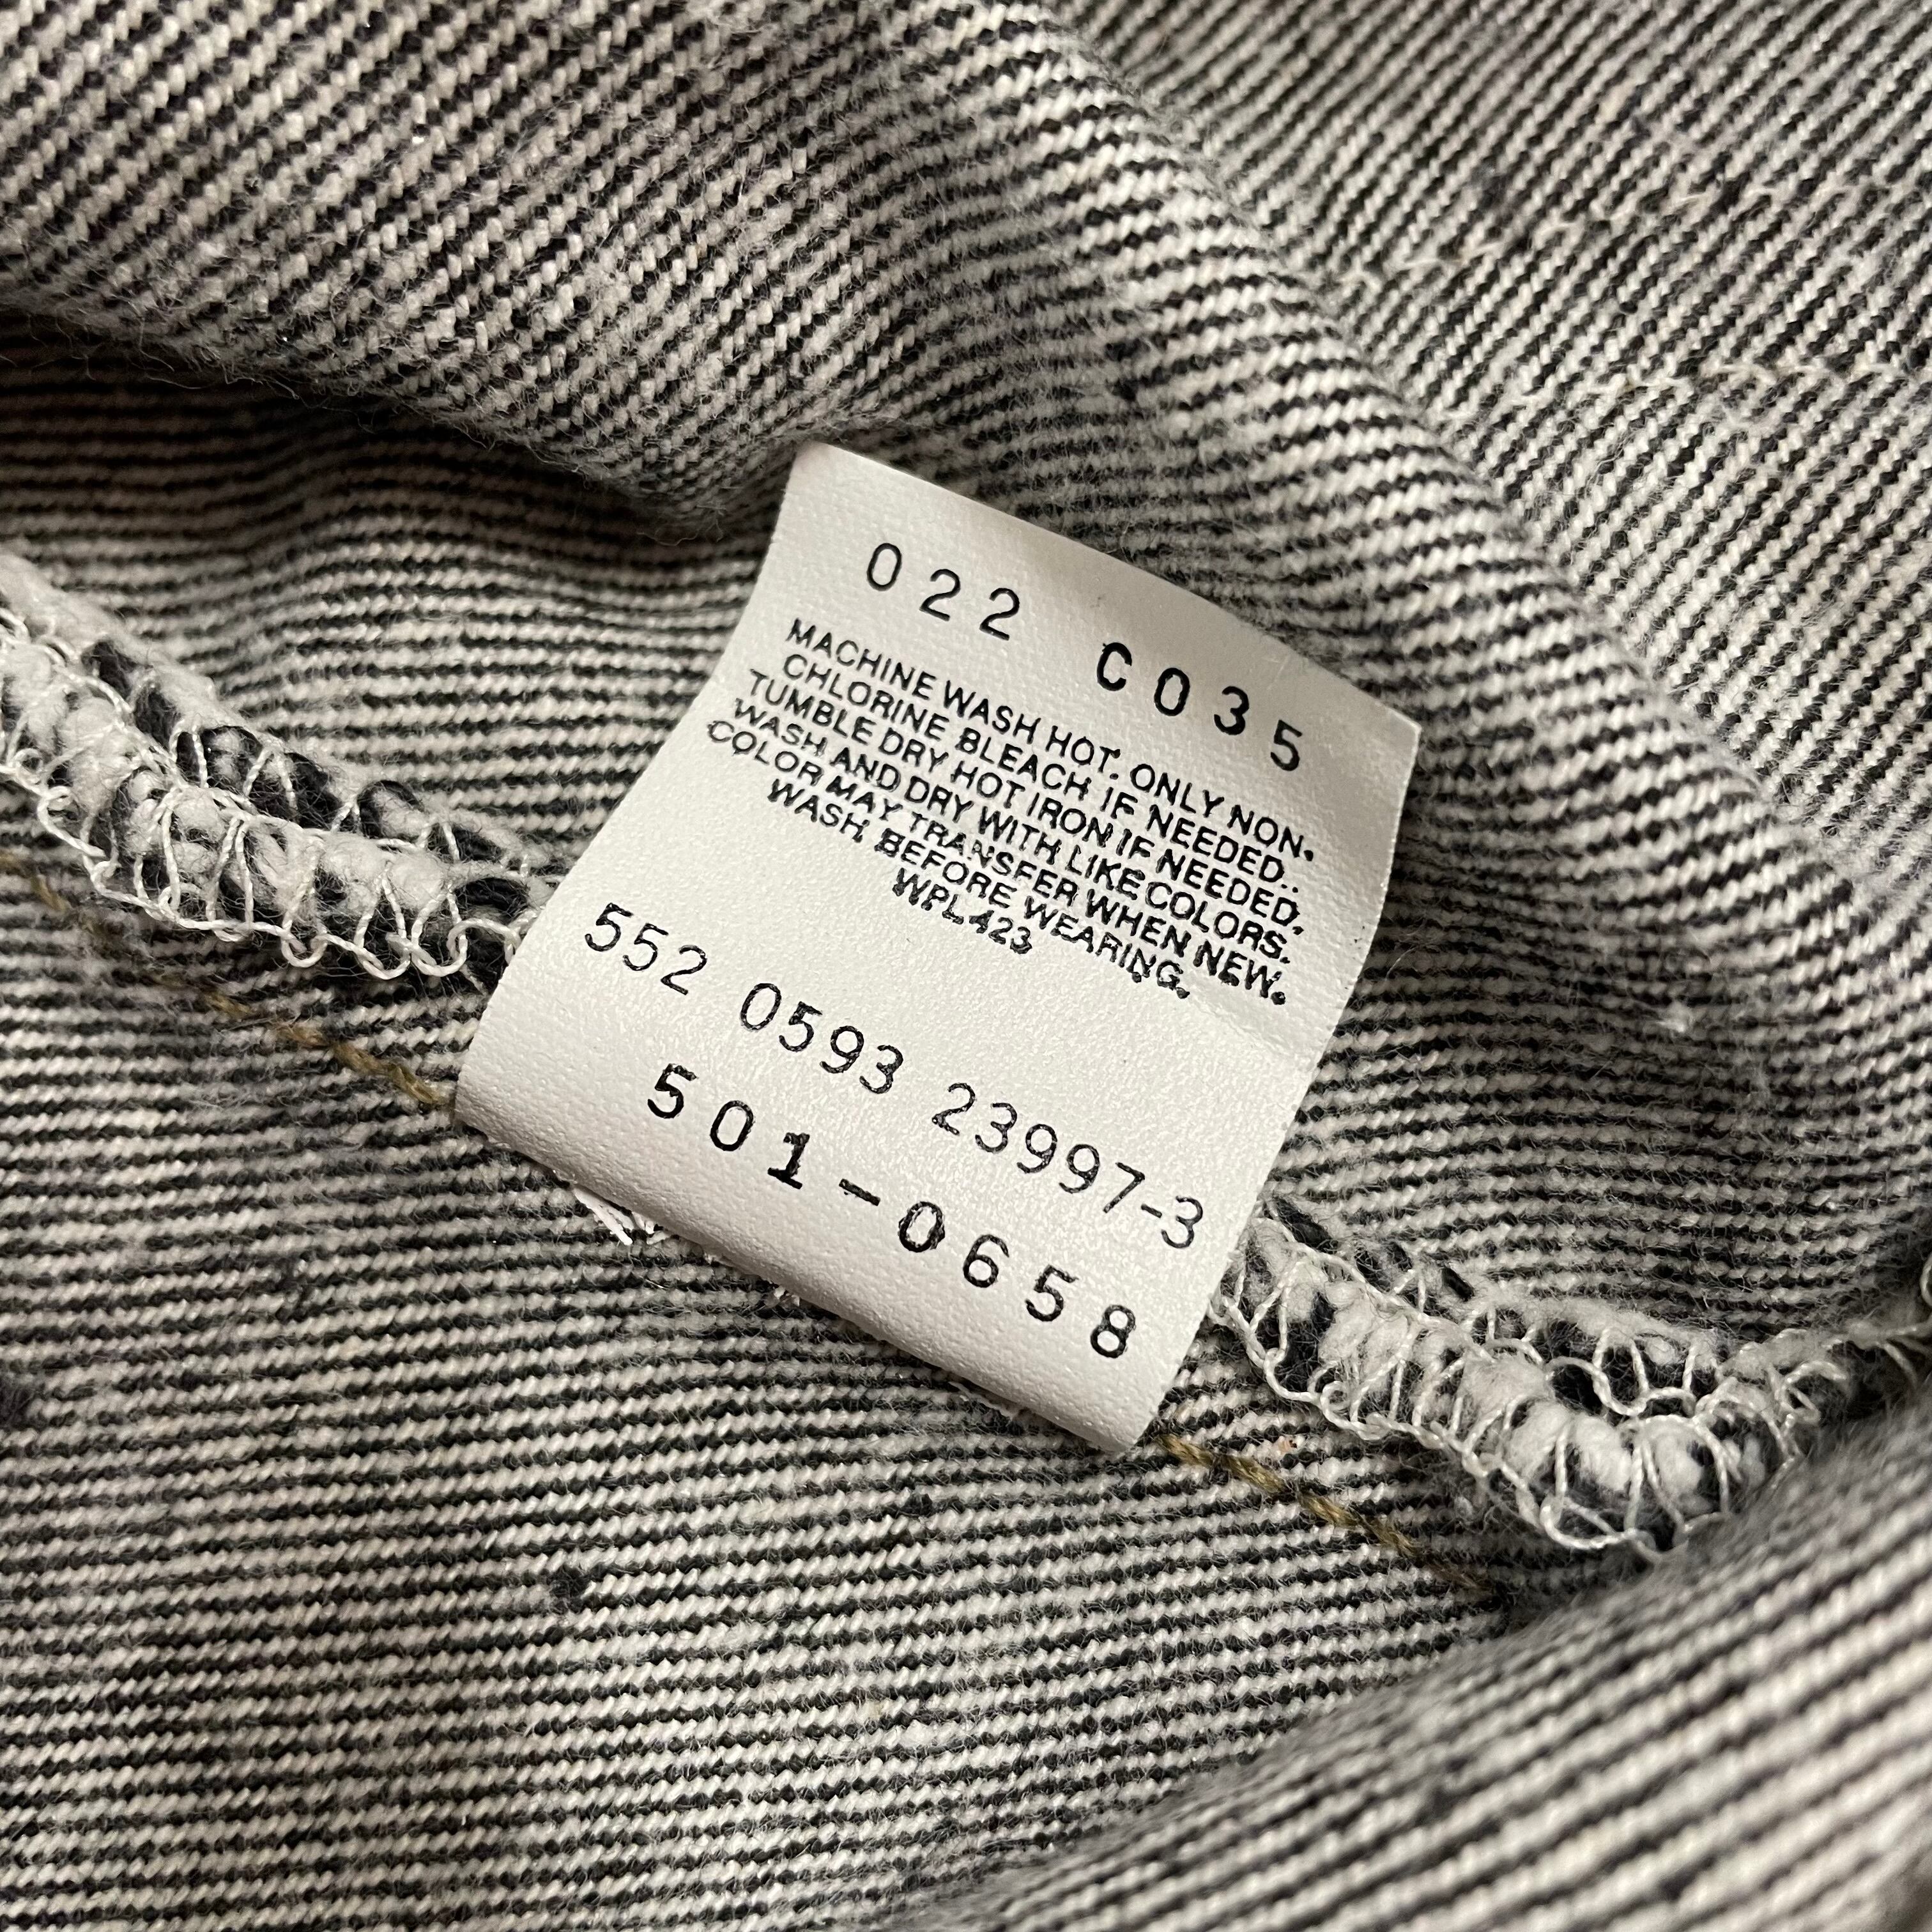 022 C035
MACHINE WASH HOT. ONLY NON.
CHLORINE BLEACH IF NEEDED..
TUMBLE DRY HOT IRON IF NEEDED.
WASH AND DRY WITH LIKE COLORS.
COLOR MAY TRANSFER WHEN NEW.
WASH BEFORE WEARING.
WPL423
552 0593 23997-3
501-0658